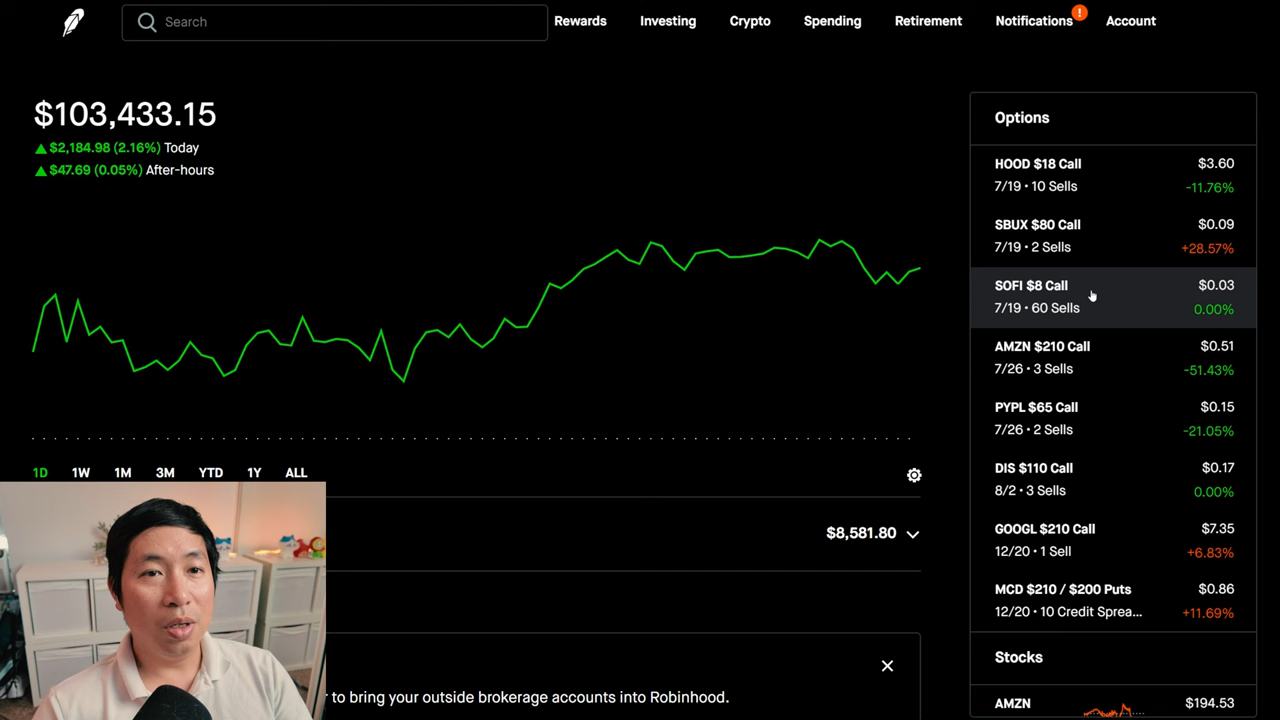 Search
Rewards
Investing
Crypto
Spending
Retirement
Notifications
!
Account
$103,433.15
$2,184.98 (2.16%) Today
$47.69 (0.05%) After-hours
1D 1W 1M 3M YTD 1Y ALL
$8,581.80
r to bring your outside brokerage accounts into Robinhood.
Options
HOOD $18 Call $3.60
7/19 • 10 Sells -11.76%
SBUX $80 Call $0.09
7/19 • 2 Sells +28.57%
SOFI $8 Call $0.03
7/19 • 60 Sells 0.00%
AMZN $210 Call $0.51
7/26 • 3 Sells -51.43%
PYPL $65 Call $0.15
7/26 • 2 Sells -21.05%
DIS $110 Call $0.17
8/2 • 3 Sells 0.00%
GOOGL $210 Call $7.35
12/20 • 1 Sell +6.83%
MCD $210 / $200 Puts $0.86
12/20 • 10 Credit Sprea... +11.69%
Stocks
AMZN $194.53